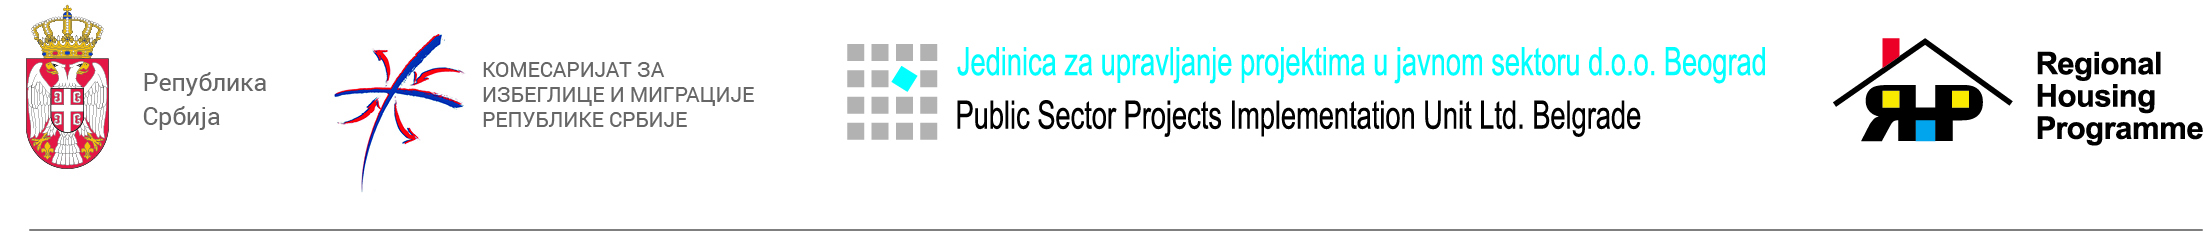 Република
Србија
КОМЕСАРИЈАТ ЗА
ИЗБЕГЛИЦЕ И МИГРАЦИЈЕ
РЕПУБЛИКЕ СРБИЈЕ
Jedinica za upravljanje projektima u javnom sektoru d.o.o. Beograd
Public Sector Projects Implementation Unit Ltd. Belgrade
RHP
Regional
Housing
Programme